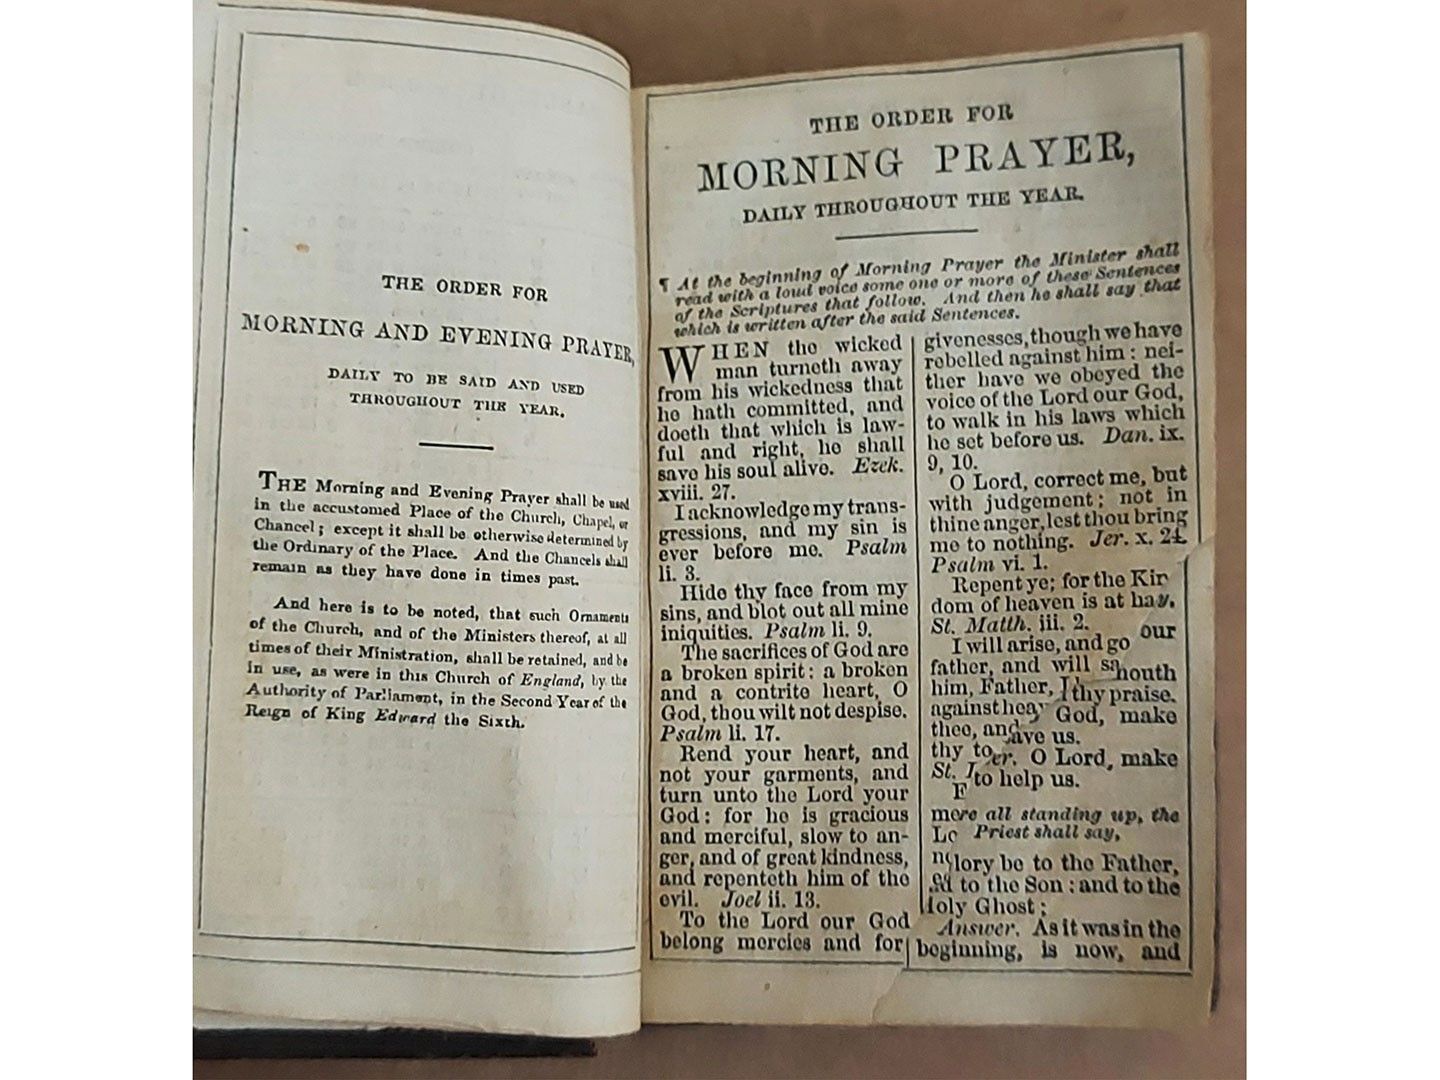 THE ORDER FOR
MORNING AND EVENING PRAYER,
DAILY TO BE SAID AND USED
THROUGHOUT THE YEAR.
THE Morning and Evening Prayer shall be used
in the accustomed Place of the Church, Chapel, or
Chancel; except it shall be otherwise determined by
the Ordinary of the Place. And the Chancels shall
remain as they have done in times past.
And here is to be noted, that such Ornaments
of the Church, and of the Ministers thereof, at all
times of their Ministration, shall be retained, and be
in use, as were in this Church of England, by the
Authority of Parliament, in the Second Year of the
Reign of King Edward the Sixth.
THE ORDER FOR
MORNING PRAYER,
DAILY THROUGHOUT THE YEAR.
¶ At the beginning of Morning Prayer the Minister shall
read with a loud voice some one or more of these Sentences
of the Scriptures that follow. And then he shall say that
which is written after the said Sentences.
WHEN the wicked
man turneth away
from his wickedness that
he hath committed, and
doeth that which is law-
ful and right, he shall
save his soul alive. Ezek.
xviii. 27.
I acknowledge my trans-
gressions, and my sin is
ever before me. Psalm
li. 3.
Hide thy face from my
sins, and blot out all mine
iniquities. Psalm li. 9.
The sacrifices of God are
a broken spirit: a broken
and a contrite heart, O
God, thou wilt not despise.
Psalm li. 17.
Rend your heart, and
not your garments, and
turn unto the Lord your
God: for he is gracious
and merciful, slow to an-
ger, and of great kindness,
and repenteth him of the
evil. Joel ii. 13.
To the Lord our God
belong mercies and for
givenesses, though we have
rebelled against him: nei-
ther have we obeyed the
voice of the Lord our God,
to walk in his laws which
he set before us. Dan. ix.
9, 10.
O Lord, correct me, but
with judgement; not in
thine anger, lest thou bring
me to nothing. Jer. x. 24.
Psalm vi. 1.
Repent ye; for the Kin
dom of heaven is at ha
St. Matth. iii. 2.
I will arise, and go our
father, and will sa outh
him, Father, I thy praise.
against heav God, make
thee, and ave us.
thy to er. O Lord, make
St. to help us.
F
mere all standing up, the
Lo Priest shall say,
lory be to the Father,
to the Son: and to the
oly Ghost;
Answer. As it was in the
beginning, is now, and